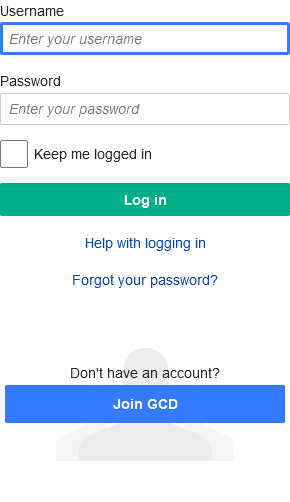 Username
Enter your username
Password
Enter your password
Keep me logged in
Log in
Help with logging in
Forgot your password?
Don't have an account?
Join GCD